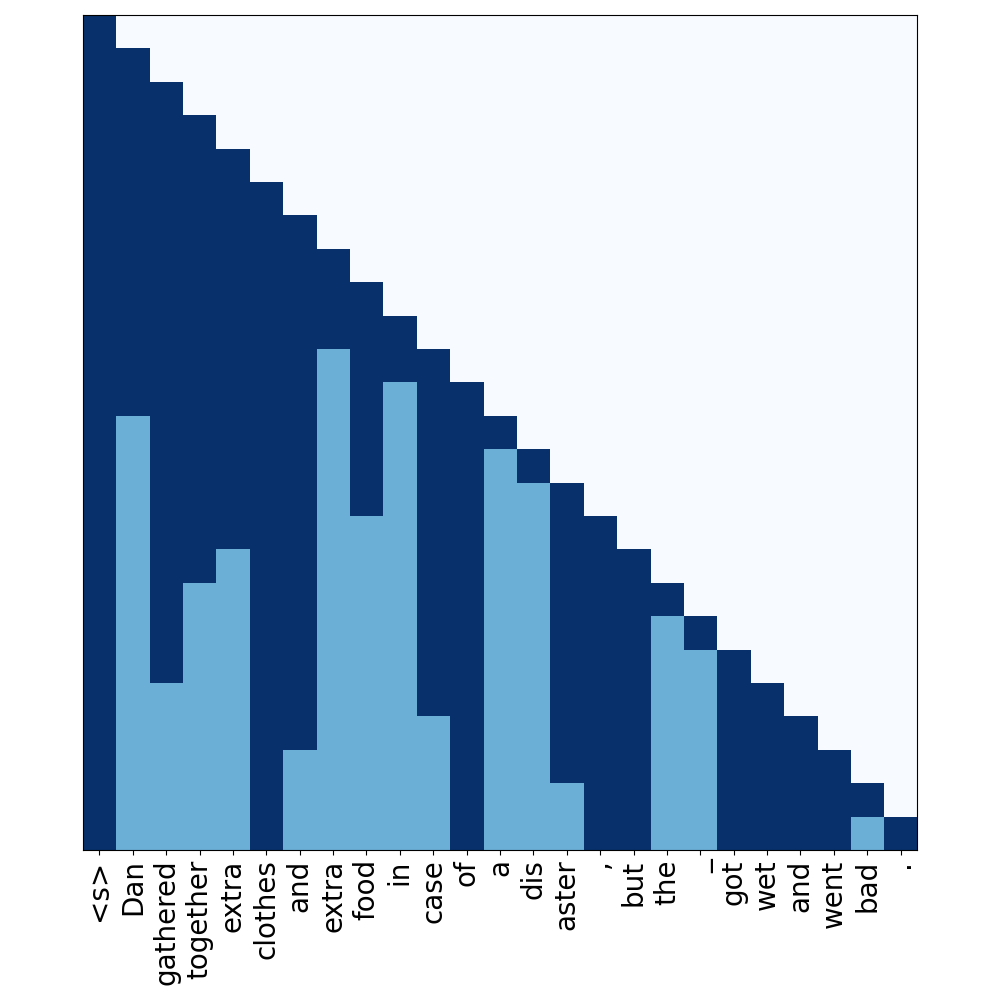 <s> Dan gathered together extra clothes and extra food in case of a dis aster , but the _ got wet and went bad .